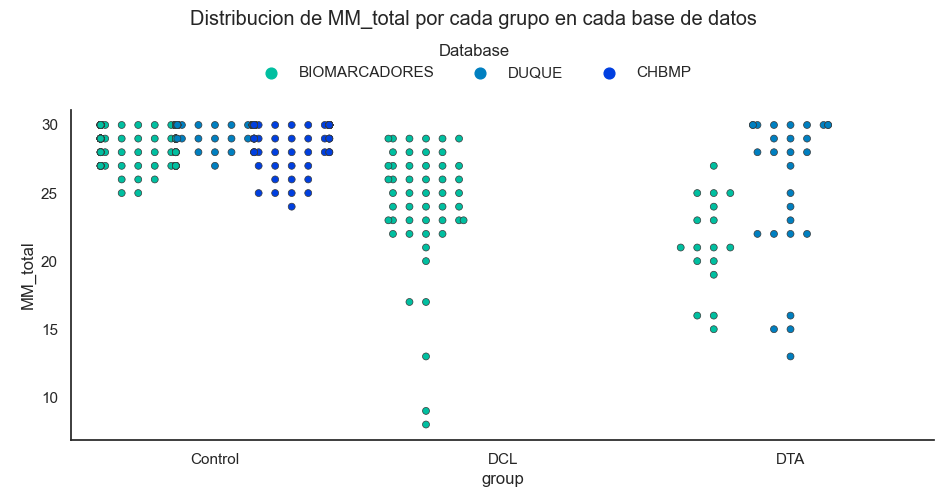 Distribucion de MM_total por cada grupo en cada base de datos
Database
BIOMARCADORES DUQUE CHBMP
30
25
20
15
10
MM_total
Control DCL DTA
group